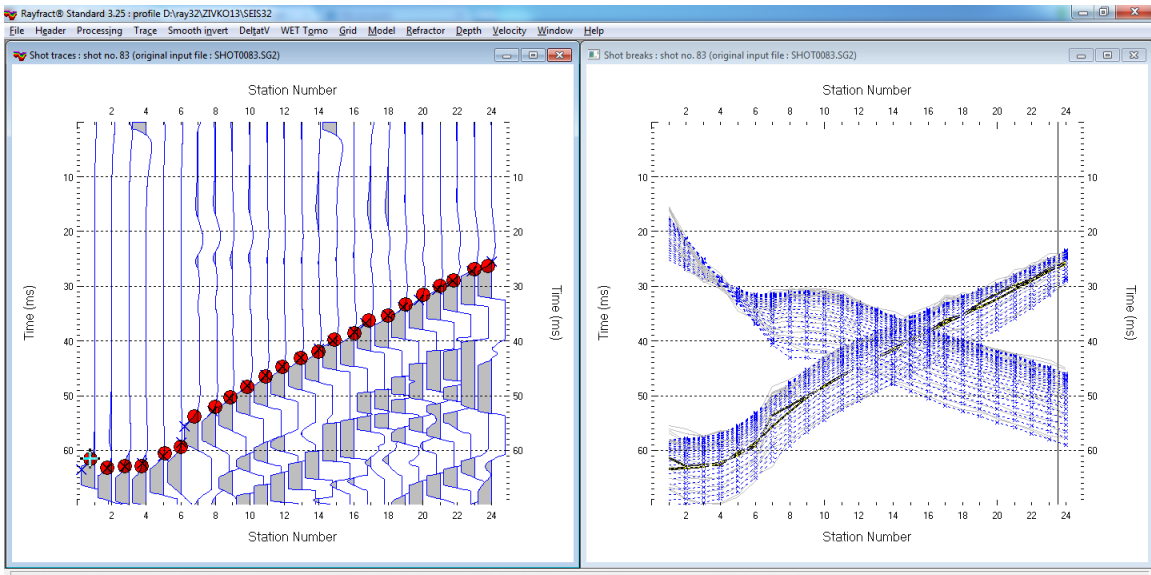 Rayfract® Standard 3.25 : profile D:\ray32\ZIVKO13\SEIS32
File Header Processing Trace Smooth invert DeltatV WET Tomo Grid Model Refractor Depth Velocity Window Help
Shot traces : shot no. 83 (original input file : SHOT0083.SG2)
Station Number
2 4 6 8 10 12 14 16 18 20 22 24
10 10
20 20
30 30
40 40
50 50
60 60
Time (ms)
Time (ms)
2 4 6 8 10 12 14 16 18 20 22 24
Station Number
Shot breaks : shot no. 83 (original input file : SHOT0083.SG2)
Station Number
2 4 6 8 10 12 14 16 18 20 22 24
10 10
20 20
30 30
40 40
50 50
60 60
Time (ms)
Time (ms)
2 4 6 8 10 12 14 16 18 20 22 24
Station Number